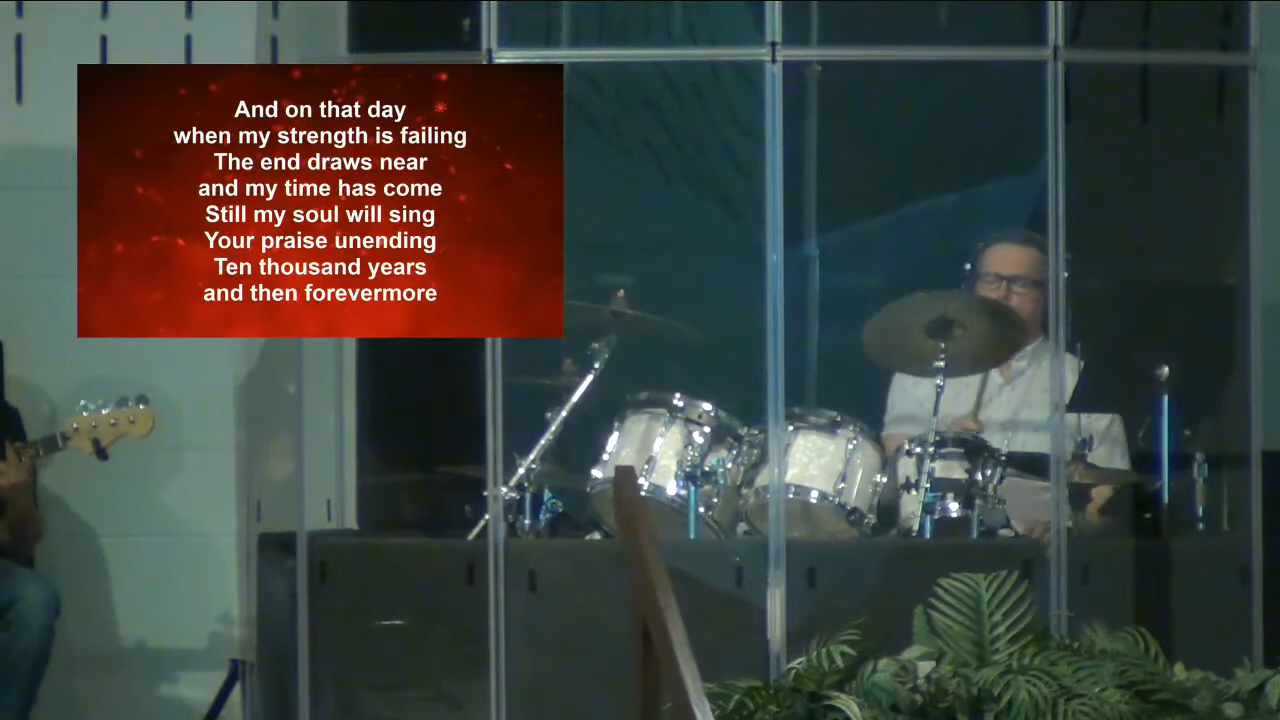 And on that day
when my strength is failing
The end draws near
and my time has come
Still my soul will sing
Your praise unending
Ten thousand years
and then forevermore